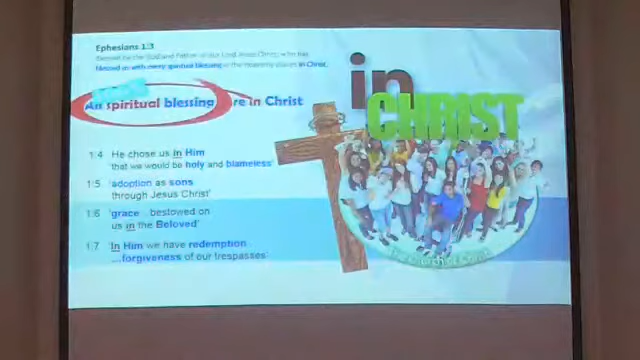 Ephesians 1:3
Blessed be the God and Father of our Lord Jesus Christ, who has
blessed us with every spiritual blessing in the heavenly places in Christ,
spiritual blessing are in Christ
1:4 He chose us in Him
'that we would be holy and blameless'
1:5 'adoption as sons
through Jesus Christ'
1:6 'grace...bestowed on
us in the Beloved'
1:7 'In Him we have redemption
...forgiveness of our trespasses'
in
CHRIST
The Church of Christ